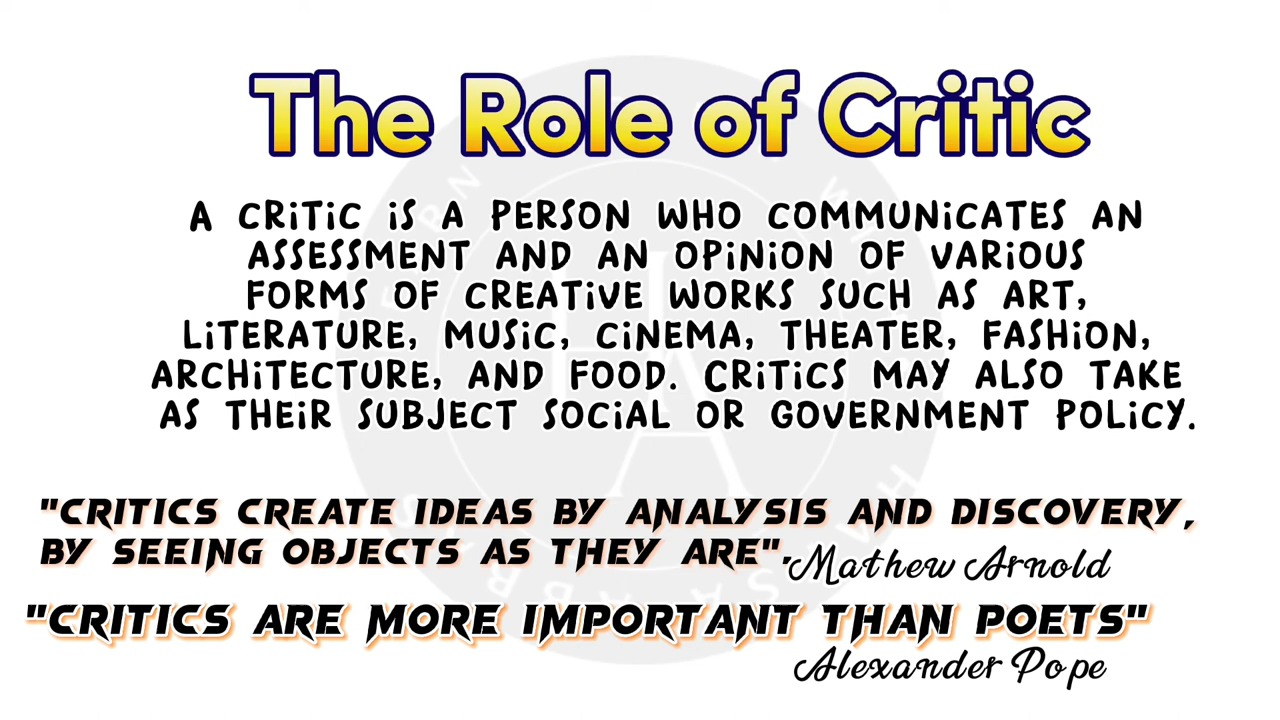 The Role of Critic
A CRITIC IS A PERSON WHO COMMUNICATES AN
ASSESSMENT AND AN OPINION OF VARIOUS
FORMS OF CREATIVE WORKS SUCH AS ART,
LITERATURE, MUSIC, CINEMA, THEATER, FASHION,
ARCHITECTURE, AND FOOD. CRITICS MAY ALSO TAKE
AS THEIR SUBJECT SOCIAL OR GOVERNMENT POLICY.
"CRITICS CREATE IDEAS BY ANALYSIS AND DISCOVERY,
BY SEEING OBJECTS AS THEY ARE".
Mathew Arnold
"CRITICS ARE MORE IMPORTANT THAN POETS"
Alexander Pope